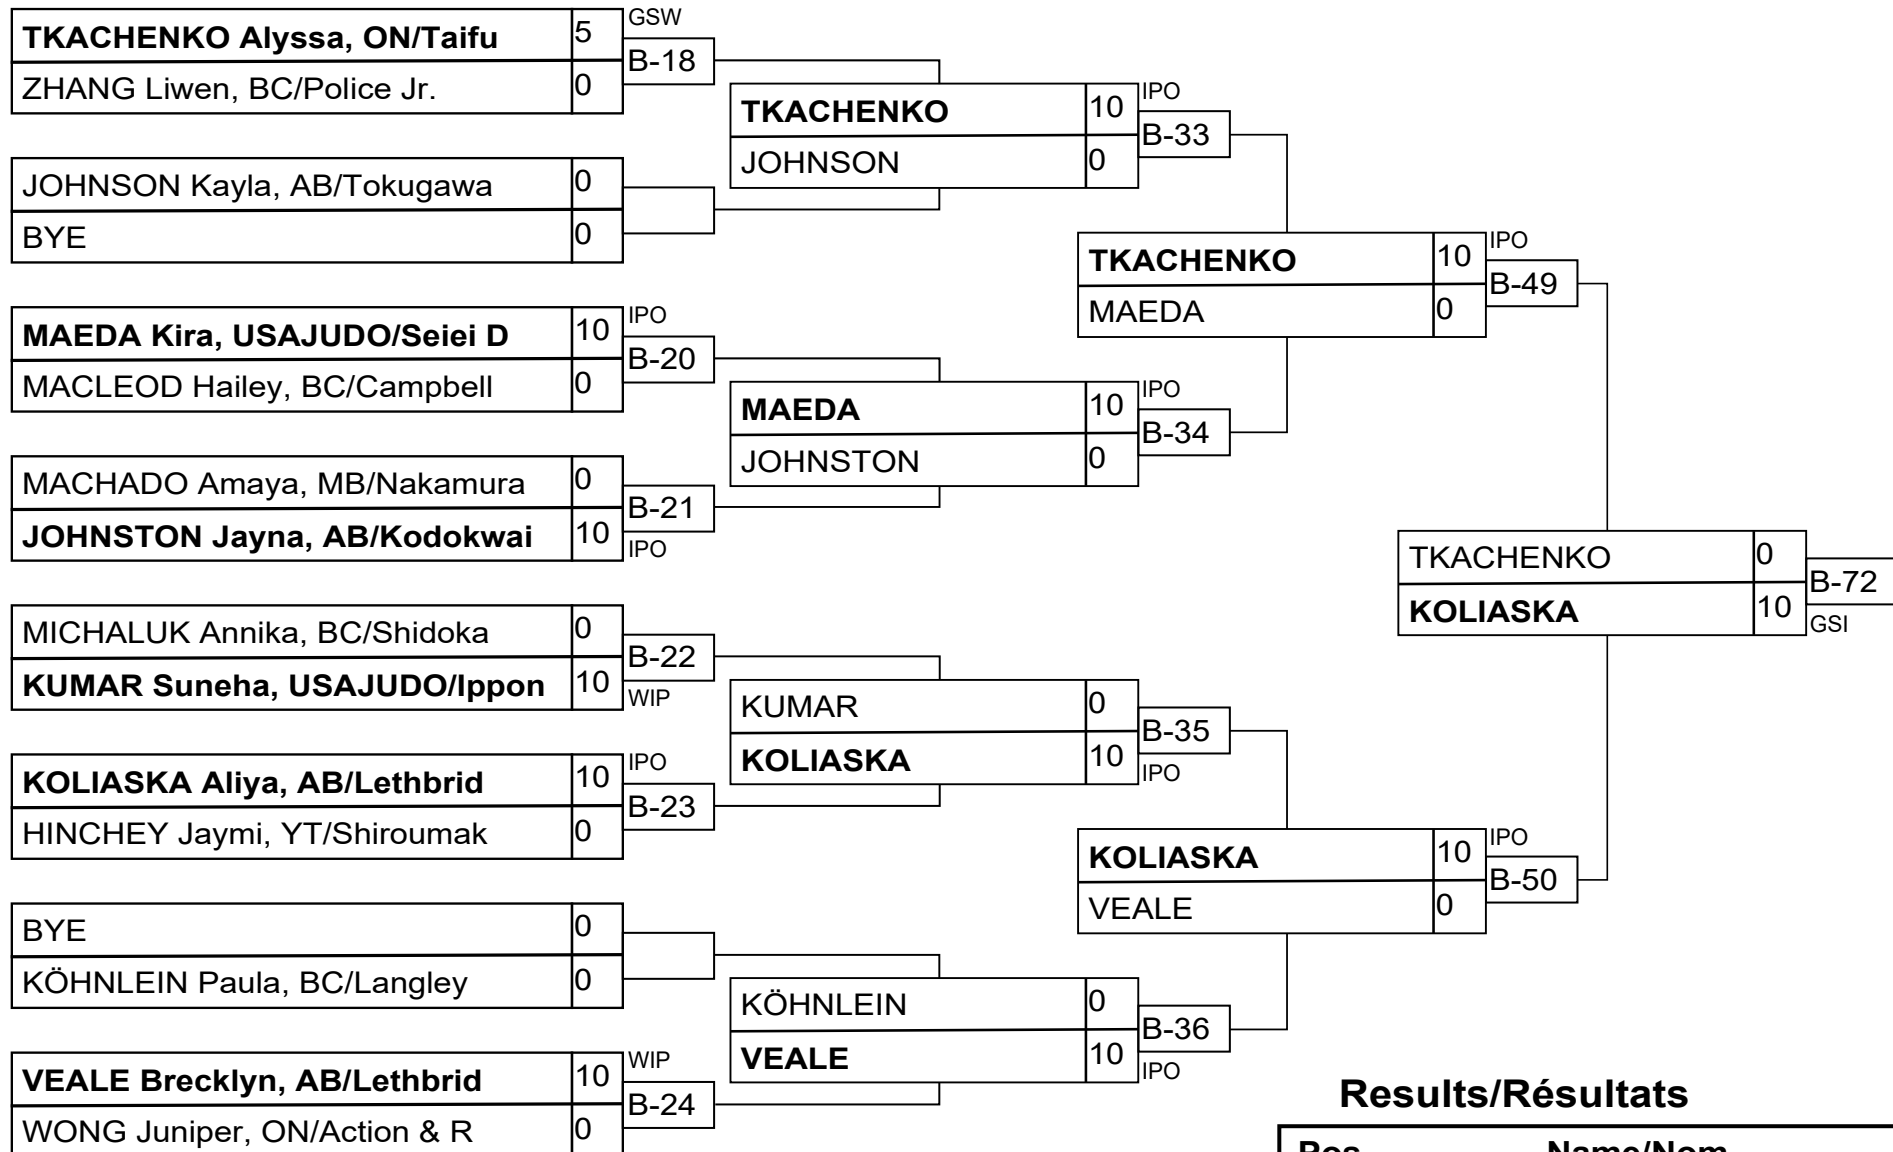 TKACHENKO Alyssa, ON/Taifu 5 GSW
ZHANG Liwen, BC/Police Jr. 0
B-18
JOHNSON Kayla, AB/Tokugawa 0
BYE 0
MAEDA Kira, USAJUDO/Seiei D 10 IPO
MACLEOD Hailey, BC/Campbell 0
B-20
MACHADO Amaya, MB/Nakamura 0
JOHNSTON Jayna, AB/Kodokwai 10 IPO
B-21
MICHALUK Annika, BC/Shidoka 0
KUMAR Suneha, USAJUDO/Ippon 10 WIP
B-22
KOLIASKA Aliya, AB/Lethbrid 10 IPO
HINCHEY Jaymi, YT/Shiroumak 0
B-23
BYE 0
KÖHNLEIN Paula, BC/Langley 0
VEALE Brecklyn, AB/Lethbrid 10 WIP
WONG Juniper, ON/Action & R 0
B-24
TKACHENKO 10 IPO
JOHNSON 0
B-33
MAEDA 10 IPO
JOHNSTON 0
B-34
KUMAR 0
KOLIASKA 10 IPO
B-35
KÖHNLEIN 0
VEALE 10 IPO
B-36
TKACHENKO 10 IPO
MAEDA 0
B-49
KOLIASKA 10 IPO
VEALE 0
B-50
TKACHENKO 0
KOLIASKA 10 GSI
B-72
Results/Résultats
Pos Name/Nom